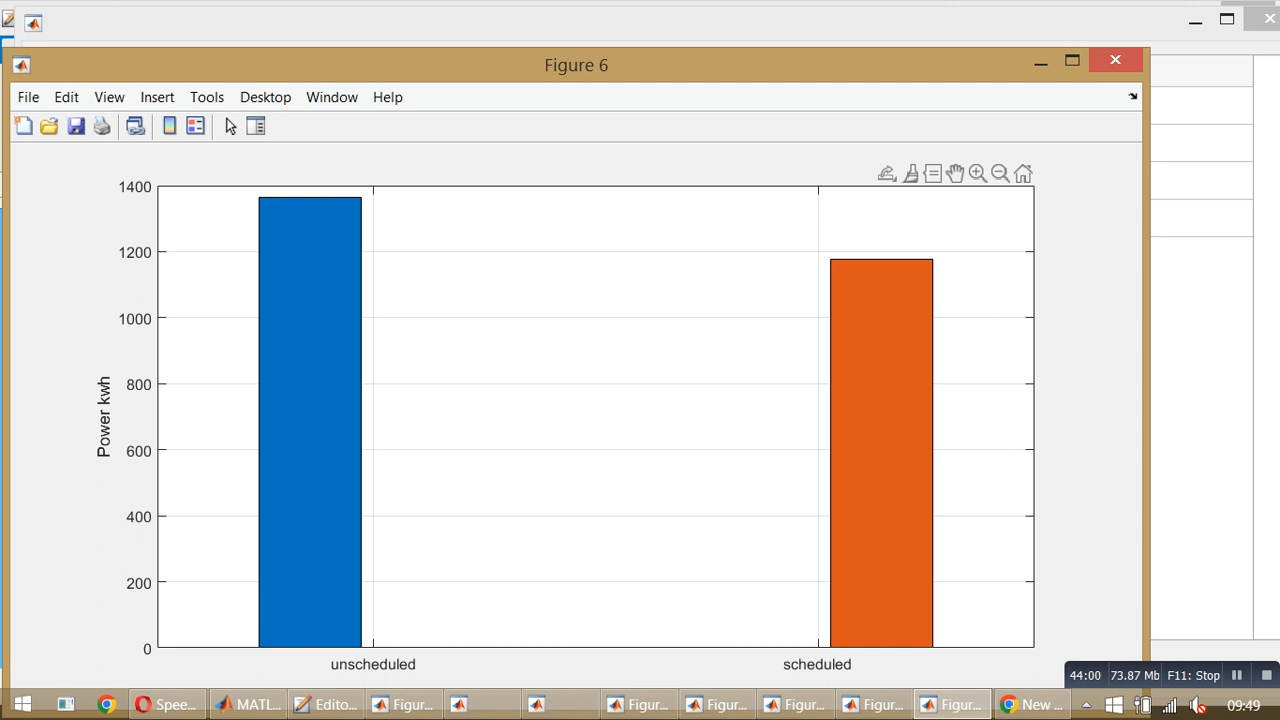 Figure 6
File Edit View Insert Tools Desktop Window Help
1400
1200
1000
800
600
400
200
0
Power kwh
unscheduled scheduled
44:00 73.87 Mb F11: Stop
Spee... MATL... Edito... Figur... Figur... Figur... Figur... Figur... Figur... New ... 09:49